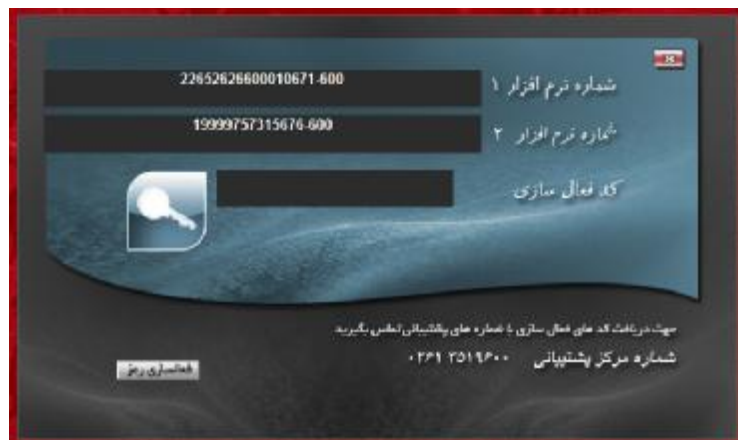 شماره نرم افزار ۱
22652626600010671-600
شماره نرم افزار ۲
19999757315676-600
کد فعال سازی
جهت دریافت کد های فعال سازی با شماره های پشتیبانی تماس بگیرید
شماره مرکز پشتیبانی ۰۲۶۱ ۲۵۱۹۶۰۰
فعالسازی رمز